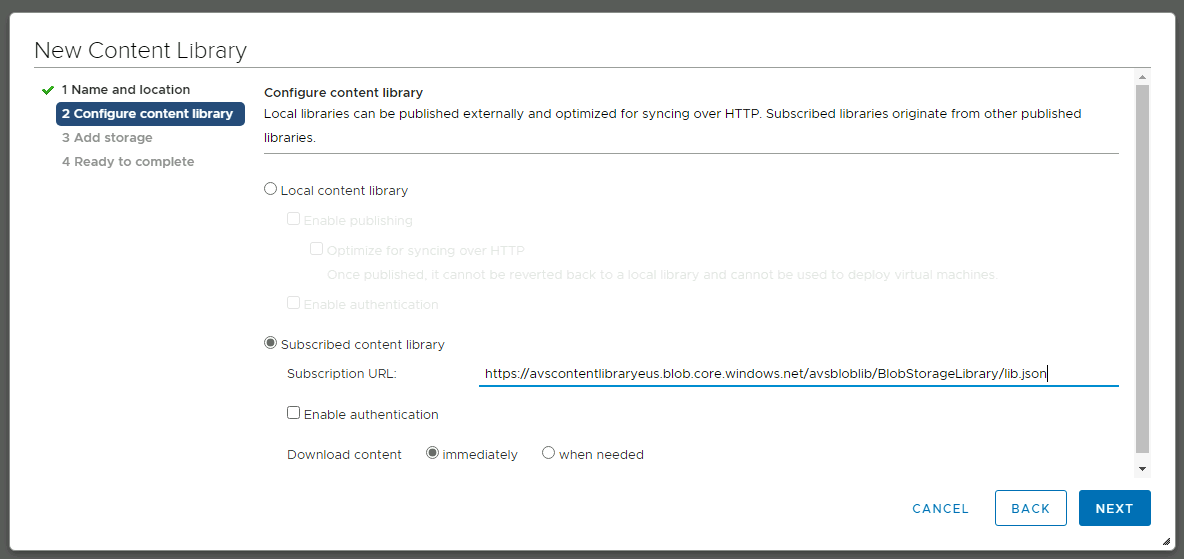 New Content Library
1 Name and location
2 Configure content library
3 Add storage
4 Ready to complete
Configure content library
Local libraries can be published externally and optimized for syncing over HTTP. Subscribed libraries originate from other published
libraries.
Local content library
Enable publishing
Optimize for syncing over HTTP
Once published, it cannot be reverted back to a local library and cannot be used to deploy virtual machines.
Enable authentication
Subscribed content library
Subscription URL: https://avscontentlibraryeus.blob.core.windows.net/avsbloblib/BlobStorageLibrary/lib.json
Enable authentication
Download content immediately when needed
CANCEL BACK NEXT